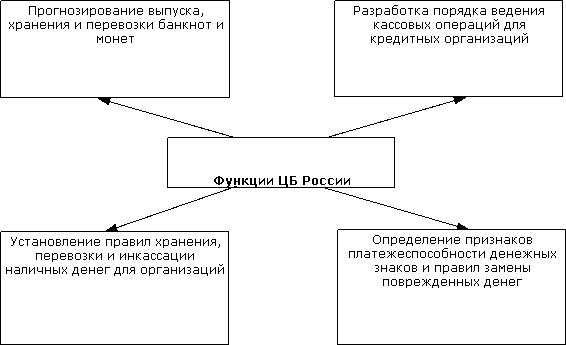 Прогнозирование выпуска,
хранения и перевозки банкнот и
монет
Разработка порядка ведения
кассовых операций для
кредитных организаций
Функции ЦБ России
Установление правил хранения,
перевозки и инкассации
наличных денег для организаций
Определение признаков
платежеспособности денежных
знаков и правил замены
поврежденных денег